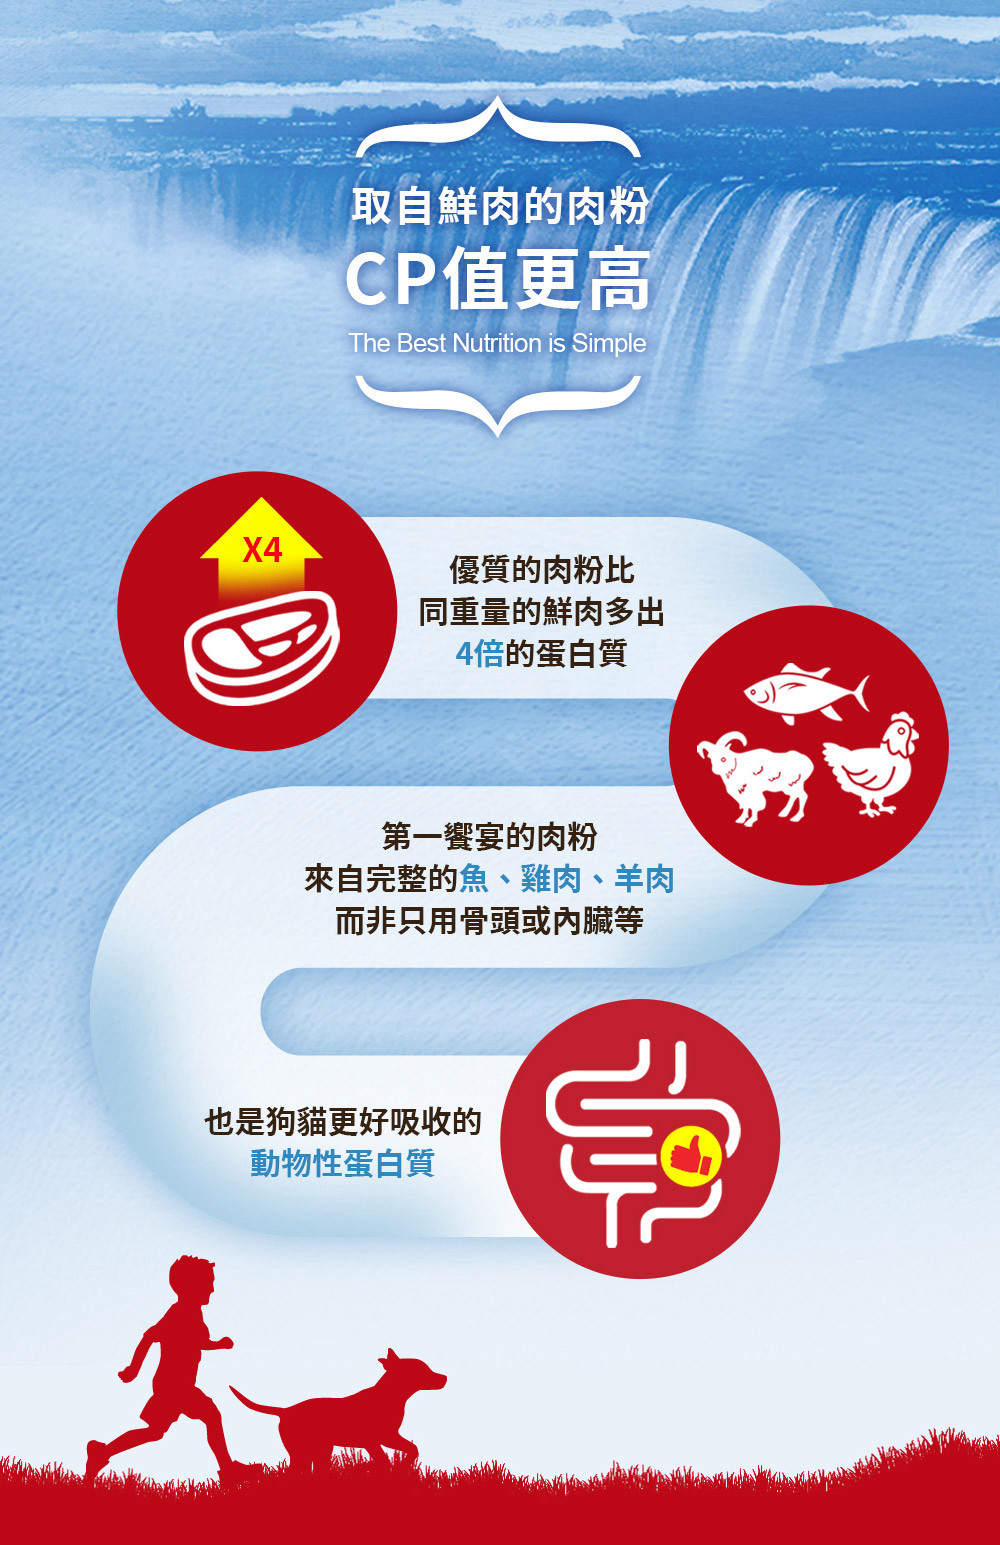 取自鮮肉的肉粉
CP值更高
The Best Nutrition is Simple
X4
優質的肉粉比
同重量的鮮肉多出
4倍的蛋白質
第一饗宴的肉粉
來自完整的魚、雞肉、羊肉
而非只用骨頭或內臟等
也是狗貓更好吸收的
動物性蛋白質